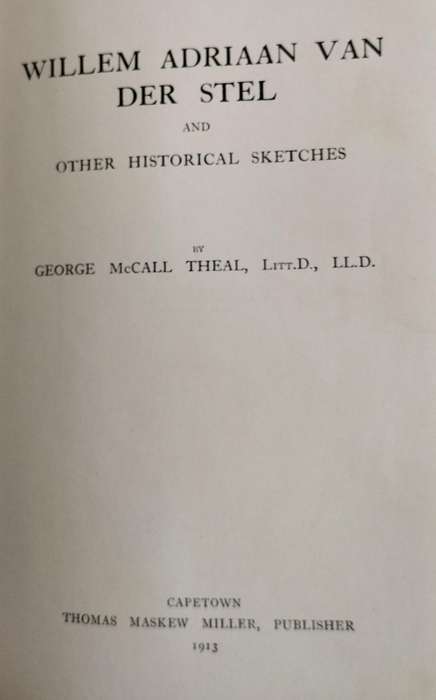 WILLEM ADRIAAN VAN
DER STEL
AND
OTHER HISTORICAL SKETCHES
BY
GEORGE McCALL THEAL, LITT.D., LL.D.
CAPETOWN
THOMAS MASKEW MILLER, PUBLISHER
1913